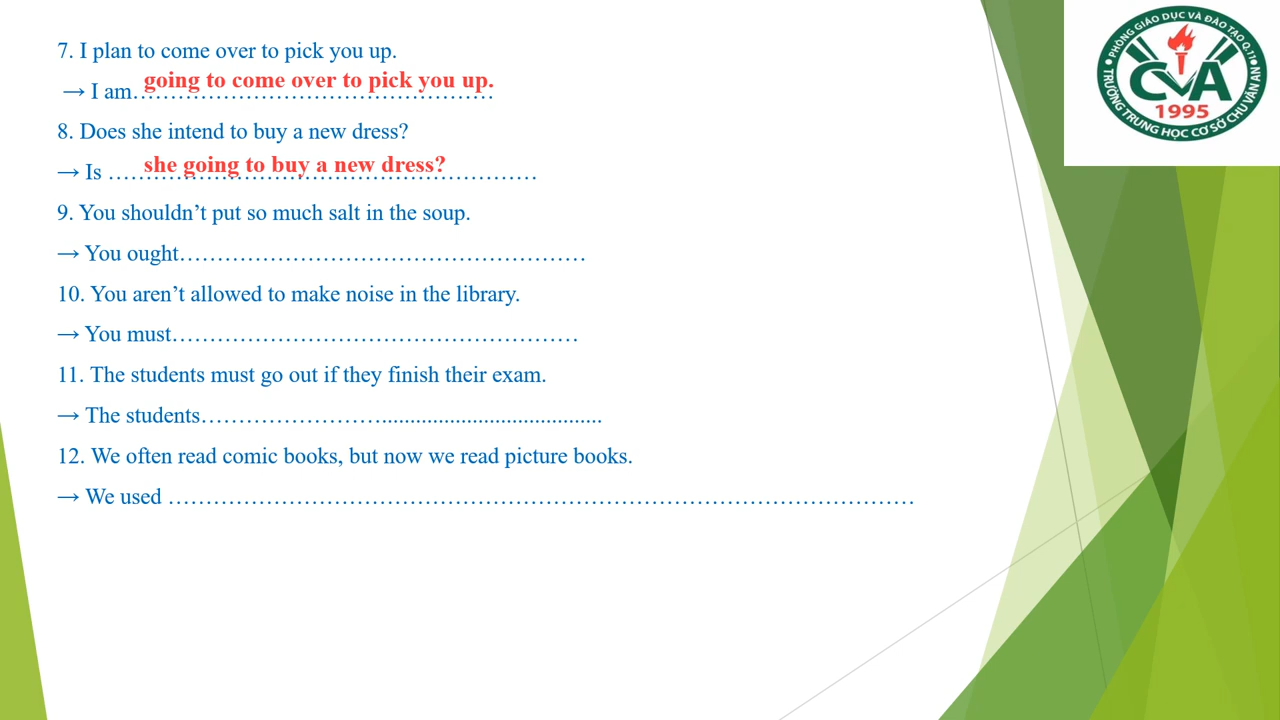 7. I plan to come over to pick you up.
→ I am…………………………………………
going to come over to pick you up.
8. Does she intend to buy a new dress?
→ Is …………………………………………………
she going to buy a new dress?
9. You shouldn’t put so much salt in the soup.
→ You ought………………………………………………
10. You aren’t allowed to make noise in the library.
→ You must………………………………………………
11. The students must go out if they finish their exam.
→ The students…………………….......................................
12. We often read comic books, but now we read picture books.
→ We used ………………………………………………………………………………………
PHÒNG GIÁO DỤC VÀ ĐÀO TẠO Q.11
CVA
1995
TRƯỜNG TRUNG HỌC CƠ SỞ CHU VĂN AN